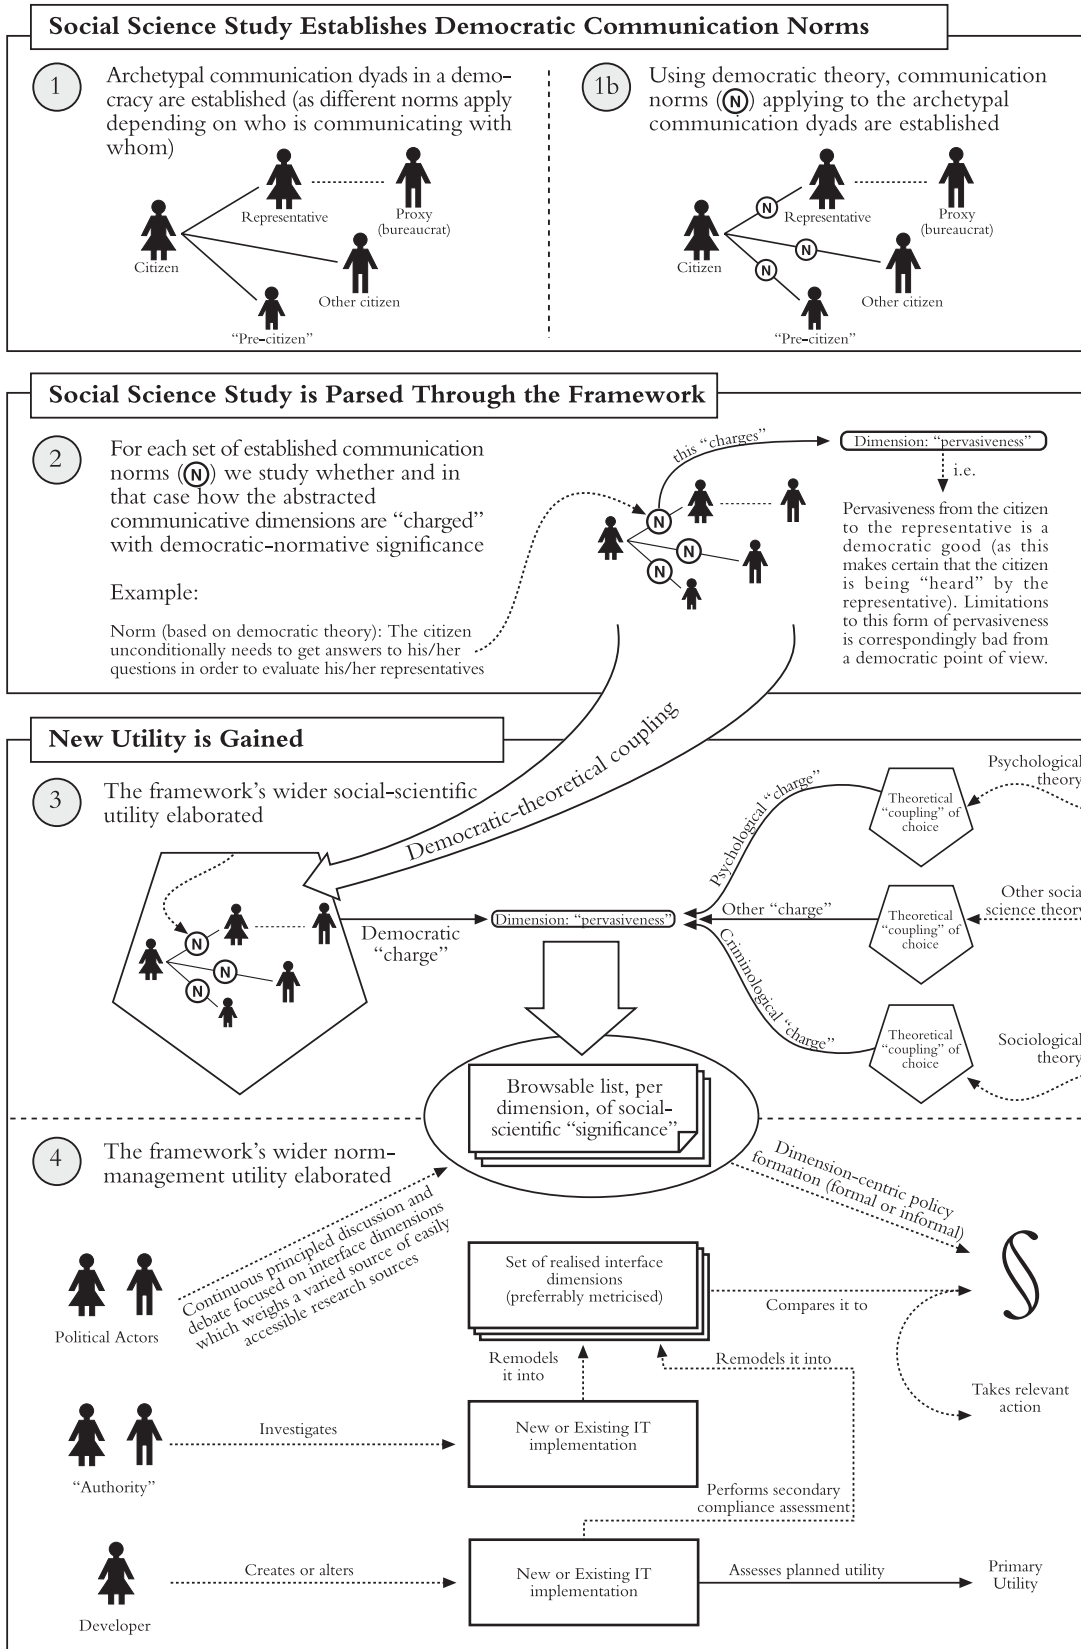 Social Science Study Establishes Democratic Communication Norms
1
Archetypal communication dyads in a demo-
cracy are established (as different norms apply
depending on who is communicating with
whom)
Representative
Proxy
(bureaucrat)
Citizen
Other citizen
“Pre-citizen”
1b
Using democratic theory, communication
norms (N) applying to the archetypal
communication dyads are established
N
Representative
Proxy
(bureaucrat)
Citizen
N
N
Other citizen
“Pre-citizen”
Social Science Study is Parsed Through the Framework
2
For each set of established communication
norms (N) we study whether and in
that case how the abstracted
communicative dimensions are “charged”
with democratic-normative significance
Example:
Norm (based on democratic theory): The citizen
unconditionally needs to get answers to his/her
questions in order to evaluate his/her representatives
this “charges”
N
N
N
Dimension: “pervasiveness”
i.e.
Pervasiveness from the citizen
to the representative is a
democratic good (as this
makes certain that the citizen
is being “heard” by the
representative). Limitations
to this form of pervasiveness
is correspondingly bad from
a democratic point of view.
New Utility is Gained
3
The framework’s wider social-scientific
utility elaborated
Democratic-theoretical coupling
N
N
N
Democratic
“charge”
Dimension: “pervasiveness”
Psychological “charge”
Other “charge”
Criminological “charge”
Theoretical
“coupling” of
choice
Psychological
theory
Theoretical
“coupling” of
choice
Other socia
science theory
Theoretical
“coupling” of
choice
Sociological
theory
Browsable list, per
dimension, of social-
scientific “significance”
4
The framework’s wider norm-
management utility elaborated
Continuous principled discussion and
debate focused on interface dimensions
which weighs a varied source of easily
accessible research sources
Dimension-centric policy
formation (formal or informal)
Political Actors
Set of realised interface
dimensions
(preferrably metricised)
Compares it to
§
Remodels
it into
Remodels it into
Takes relevant
action
“Authority”
Investigates
New or Existing IT
implementation
Performs secondary
compliance assessment
Developer
Creates or alters
New or Existing IT
implementation
Assesses planned utility
Primary
Utility